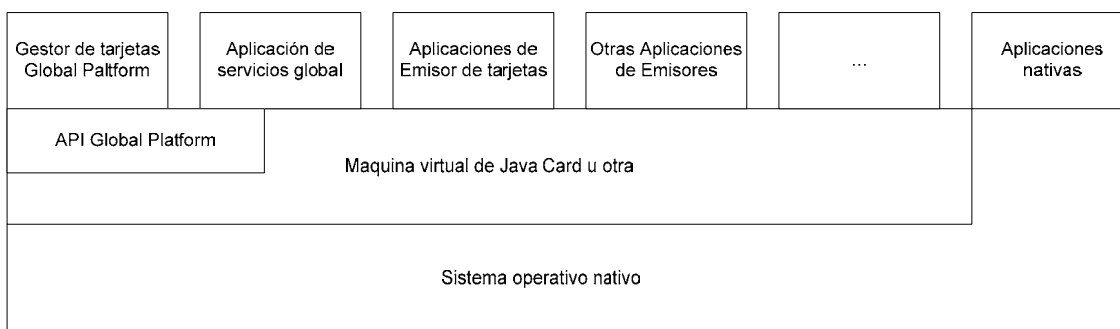 Gestor de tarjetas
Global Paltform
Aplicación de
servicios global
Aplicaciones de
Emisor de tarjetas
Otras Aplicaciones
de Emisores
...
Aplicaciones
nativas
API Global Platform
Maquina virtual de Java Card u otra
Sistema operativo nativo